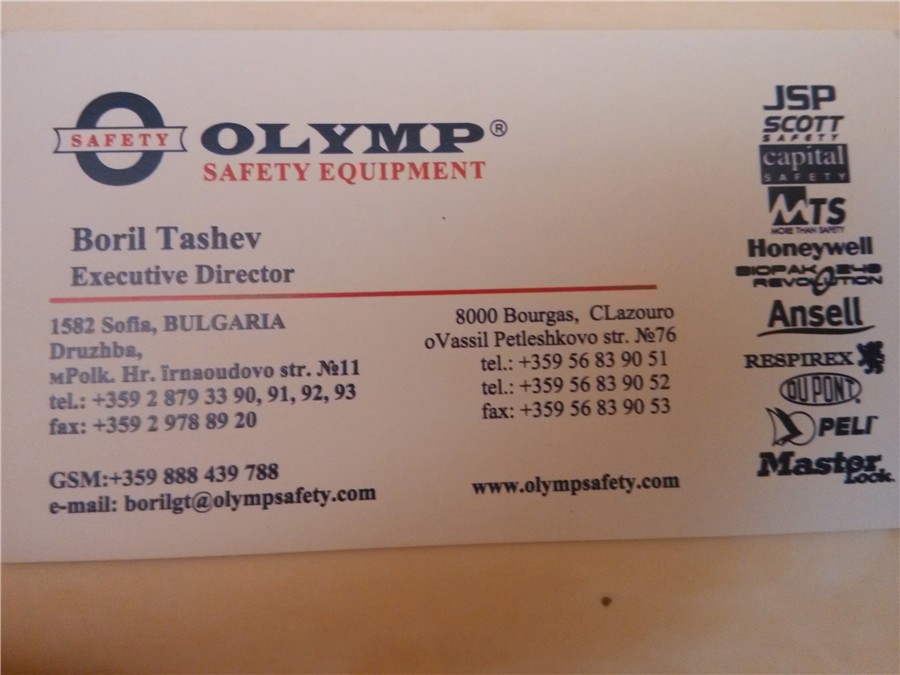 SAFETY
OLYMP®
SAFETY EQUIPMENT
Boril Tashev
Executive Director
1582 Sofia, BULGARIA
Druzhba,
мPolk. Hr. ïrnaoudovo str. №11
tel.: +359 2 879 33 90, 91, 92, 93
fax: +359 2 978 89 20
GSM:+359 888 439 788
e-mail: borilgt@olympsafety.com
8000 Bourgas, CLazouro
oVassil Petleshkovo str. №76
tel.: +359 56 83 90 51
tel.: +359 56 83 90 52
fax: +359 56 83 90 53
www.olympsafety.com
JSP
SCOTT
SAFETY
capital
SAFETY
MTS
MORE THAN SAFETY
Honeywell
BIOPAK 240
REVOLUTION
Ansell
RESPIREX
DUPONT
PELI
Master
Lock.